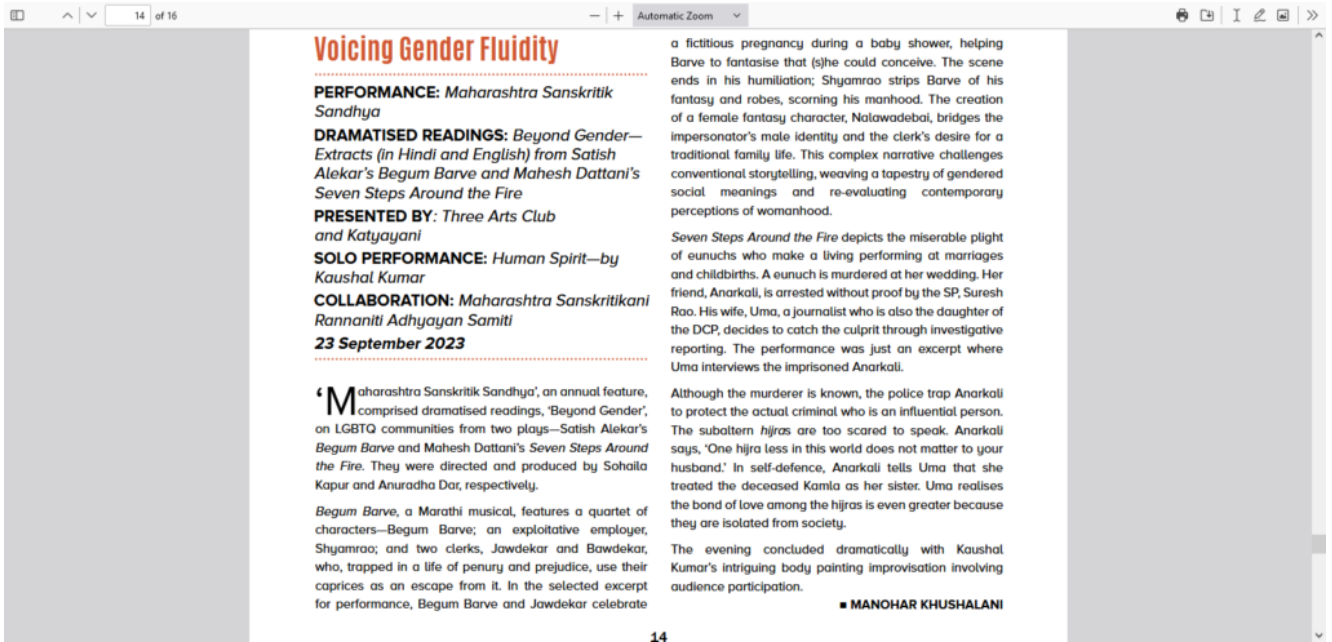 14 of 16
Automatic Zoom
Voicing Gender Fluidity
PERFORMANCE: Maharashtra Sanskritik
Sandhya
DRAMATISED READINGS: Beyond Gender—
Extracts (in Hindi and English) from Satish
Alekar's Begum Barve and Mahesh Dattani's
Seven Steps Around the Fire
PRESENTED BY: Three Arts Club
and Katyayani
SOLO PERFORMANCE: Human Spirit—by
Kaushal Kumar
COLLABORATION: Maharashtra Sanskritikani
Rannaniti Adhyayan Samiti
23 September 2023
'Maharashtra Sanskritik Sandhya', an annual feature,
comprised dramatised readings, 'Beyond Gender',
on LGBTQ communities from two plays—Satish Alekar's
Begum Barve and Mahesh Dattani's Seven Steps Around
the Fire. They were directed and produced by Sohaila
Kapur and Anuradha Dar, respectively.
Begum Barve, a Marathi musical, features a quartet of
characters—Begum Barve; an exploitative employer,
Shyamrao; and two clerks, Jawdekar and Bawdekar,
who, trapped in a life of penury and prejudice, use their
caprices as an escape from it. In the selected excerpt
for performance, Begum Barve and Jawdekar celebrate
a fictitious pregnancy during a baby shower, helping
Barve to fantasise that (s)he could conceive. The scene
ends in his humiliation; Shyamrao strips Barve of his
fantasy and robes, scorning his manhood. The creation
of a female fantasy character, Nalawadebai, bridges the
impersonator's male identity and the clerk's desire for a
traditional family life. This complex narrative challenges
conventional storytelling, weaving a tapestry of gendered
social meanings and re-evaluating contemporary
perceptions of womanhood.
Seven Steps Around the Fire depicts the miserable plight
of eunuchs who make a living performing at marriages
and childbirths. A eunuch is murdered at her wedding. Her
friend, Anarkali, is arrested without proof by the SP, Suresh
Rao. His wife, Uma, a journalist who is also the daughter of
the DCP, decides to catch the culprit through investigative
reporting. The performance was just an excerpt where
Uma interviews the imprisoned Anarkali.
Although the murderer is known, the police trap Anarkali
to protect the actual criminal who is an influential person.
The subaltern hijras are too scared to speak. Anarkali
says, 'One hijra less in this world does not matter to your
husband.' In self-defence, Anarkali tells Uma that she
treated the deceased Kamla as her sister. Uma realises
the bond of love among the hijras is even greater because
they are isolated from society.
The evening concluded dramatically with Kaushal
Kumar's intriguing body painting improvisation involving
audience participation.
■ MANOHAR KHUSHALANI
14